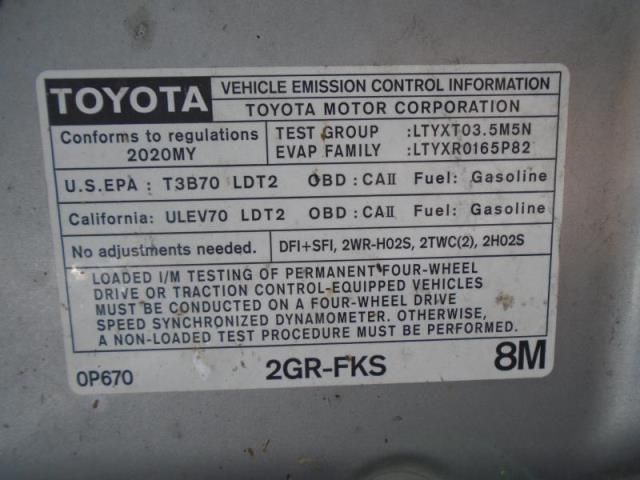 TOYOTA
VEHICLE EMISSION CONTROL INFORMATION
TOYOTA MOTOR CORPORATION
Conforms to regulations
2020MY
TEST GROUP :LTYXT03.5M5N
EVAP FAMILY :LTYXR0165P82
U.S.EPA : T3B70 LDT2 OBD : CAⅡ Fuel: Gasoline
California: ULEV70 LDT2 OBD : CAⅡ Fuel: Gasoline
No adjustments needed.
DFI+SFI, 2WR-HO2S, 2TWC(2), 2HO2S
LOADED I/M TESTING OF PERMANENT FOUR-WHEEL
DRIVE OR TRACTION CONTROL-EQUIPPED VEHICLES
MUST BE CONDUCTED ON A FOUR-WHEEL DRIVE
SPEED SYNCHRONIZED DYNAMOMETER. OTHERWISE,
A NON-LOADED TEST PROCEDURE MUST BE PERFORMED.
0P670 2GR-FKS 8M